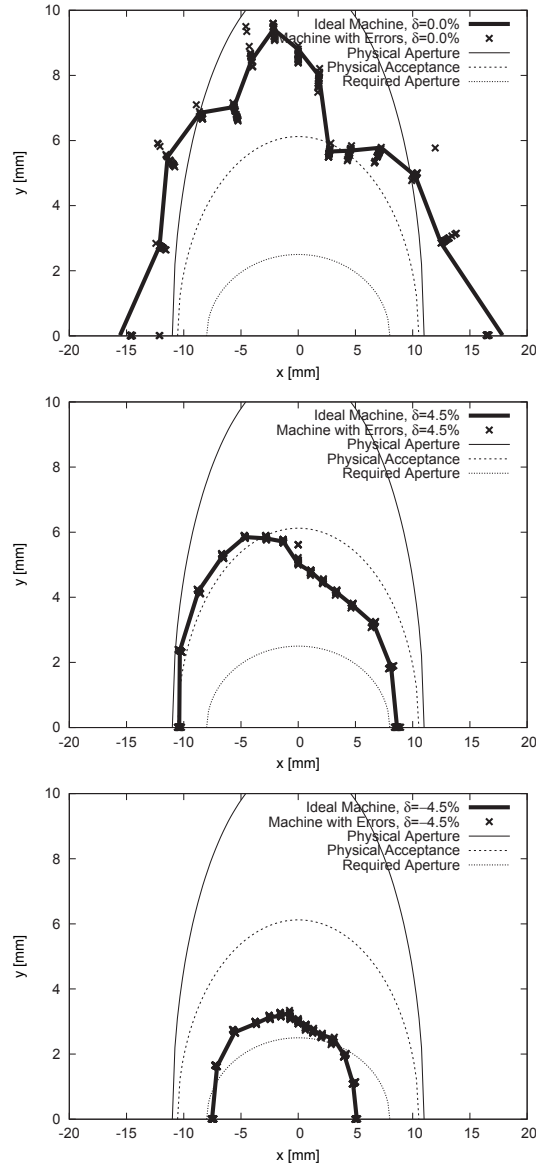 Ideal Machine, δ=0.0%
Machine with Errors, δ=0.0%
Physical Aperture
Physical Acceptance
Required Aperture
10
8
6
4
2
0
y [mm]
-20 -15 -10 -5 0 5 10 15 20
x [mm]
Ideal Machine, δ=4.5%
Machine with Errors, δ=4.5%
Physical Aperture
Physical Acceptance
Required Aperture
10
8
6
4
2
0
y [mm]
-20 -15 -10 -5 0 5 10 15 20
x [mm]
Ideal Machine, δ=−4.5%
Machine with Errors, δ=−4.5%
Physical Aperture
Physical Acceptance
Required Aperture
10
8
6
4
2
0
y [mm]
-20 -15 -10 -5 0 5 10 15 20
x [mm]